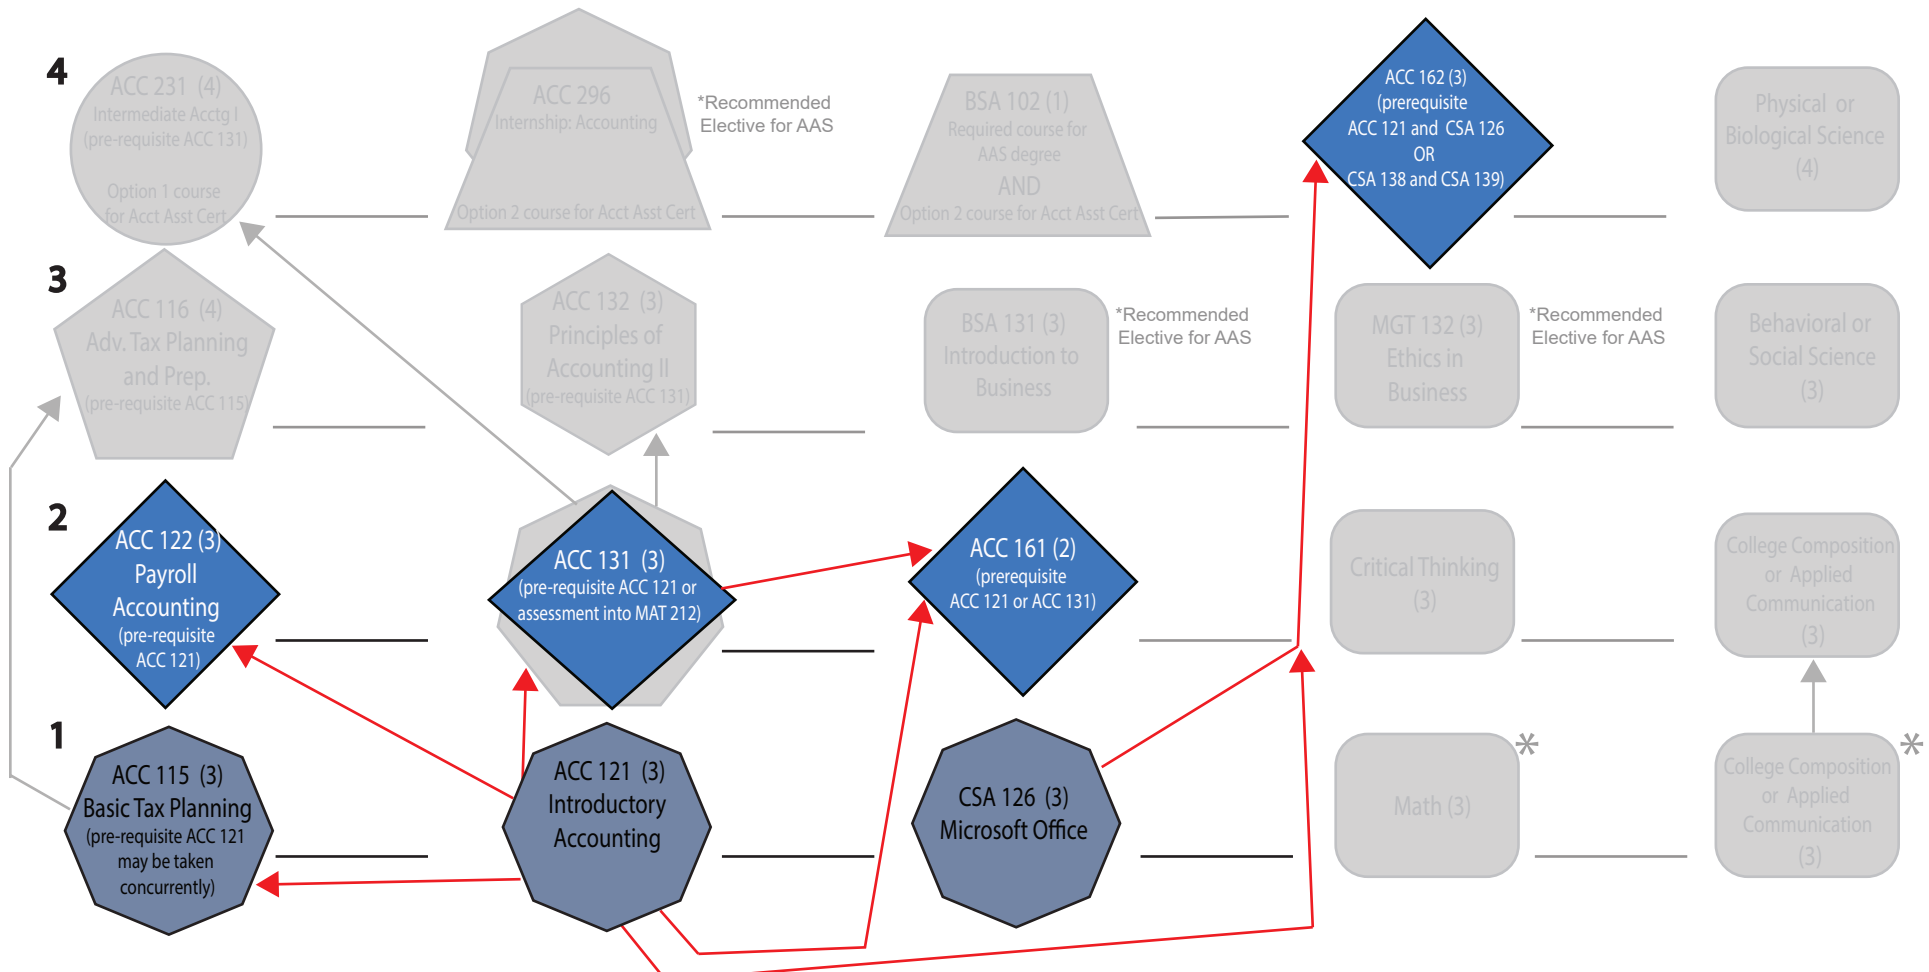 4
ACC 231 (4)
Intermediate Acctg I
(pre-requisite ACC 131)
Option 1 course
for Acct Asst Cert
ACC 296
Internship: Accounting
Option 2 course for Acct Asst Cert
*Recommended
Elective for AAS
BSA 102 (1)
Required course for
AAS degree
AND
Option 2 course for Acct Asst Cert
ACC 162 (3)
(prerequisite
ACC 121 and CSA 126
OR
CSA 138 and CSA 139)
Physical or
Biological Science
(4)
3
ACC 116 (4)
Adv. Tax Planning
and Prep.
(pre-requisite ACC 115)
ACC 132 (3)
Principles of
Accounting II
(pre-requisite ACC 131)
BSA 131 (3)
Introduction to
Business
*Recommended
Elective for AAS
MGT 132 (3)
Ethics in
Business
*Recommended
Elective for AAS
Behavioral or
Social Science
(3)
2
ACC 122 (3)
Payroll
Accounting
(pre-requisite
ACC 121)
ACC 131 (3)
(pre-requisite ACC 121 or
assessment into MAT 212)
ACC 161 (2)
(prerequisite
ACC 121 or ACC 131)
Critical Thinking
(3)
College Composition
or Applied
Communication
(3)
1
ACC 115 (3)
Basic Tax Planning
(pre-requisite ACC 121
may be taken
concurrently)
ACC 121 (3)
Introductory
Accounting
CSA 126 (3)
Microsoft Office
Math (3)
*
College Composition
or Applied
Communication
(3)
*